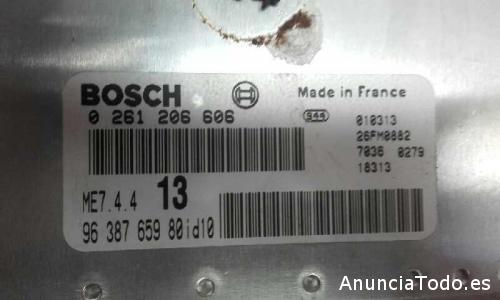 BOSCH
Made in France
0 261 206 606
S44
010313
26FM0882
7036 0279
18313
ME7.4.4 13
96 387 659 80id10
AnunciaTodo.es